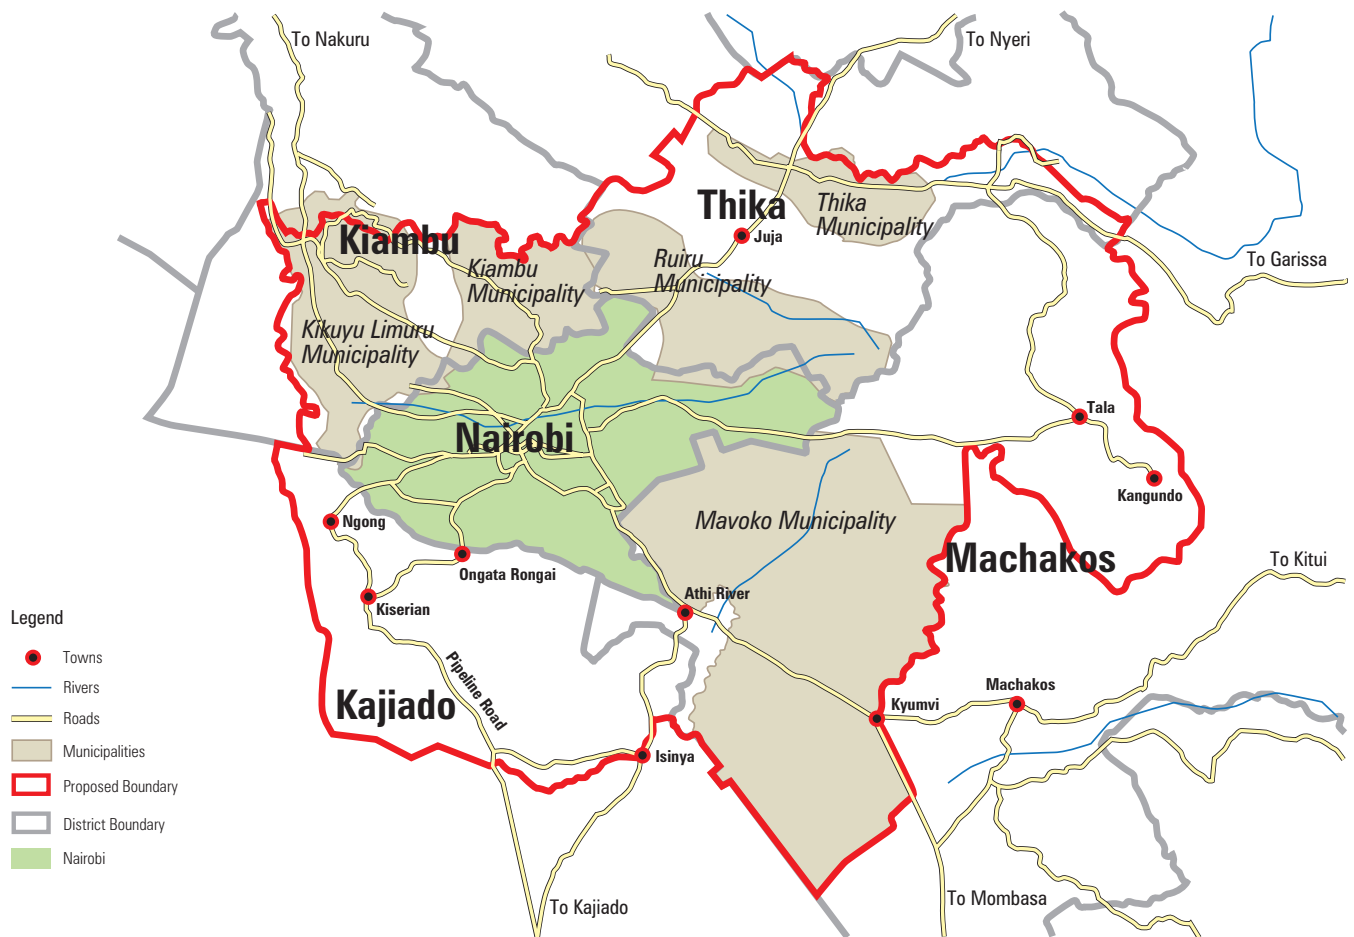 To Nakuru
To Nyeri
Thika
Thika
Municipality
Juja
Kiambu
Kiambu
Municipality
Ruiru
Municipality
To Garissa
Kikuyu Limuru
Municipality
Tala
Nairobi
Kangundo
Ngong
Mavoko Municipality
Machakos
Ongata Rongai
To Kitui
Kiserian
Athi River
Legend
Towns
Rivers
Roads
Municipalities
Proposed Boundary
District Boundary
Nairobi
Pipeline Road
Kajiado
Machakos
Kyumvi
Isinya
To Kajiado
To Mombasa